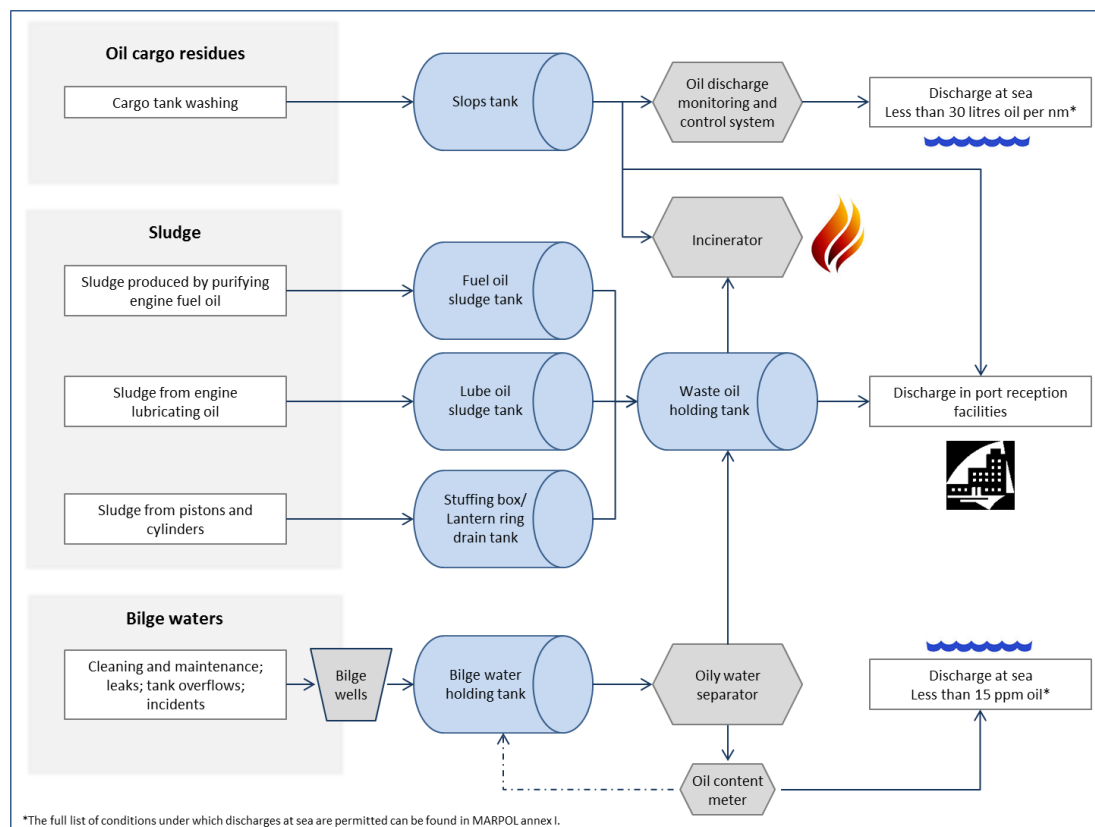 Oil cargo residues
Cargo tank washing
Slops tank
Oil discharge
monitoring and
control system
Discharge at sea
Less than 30 litres oil per nm*
Sludge
Incinerator
Sludge produced by purifying
engine fuel oil
Fuel oil
sludge tank
Sludge from engine
lubricating oil
Lube oil
sludge tank
Waste oil
holding tank
Discharge in port reception
facilities
Sludge from pistons and
cylinders
Stuffing box/
Lantern ring
drain tank
Bilge waters
Cleaning and maintenance;
leaks; tank overflows;
incidents
Bilge
wells
Bilge water
holding tank
Oily water
separator
Discharge at sea
Less than 15 ppm oil*
Oil content
meter
*The full list of conditions under which discharges at sea are permitted can be found in MARPOL annex I.